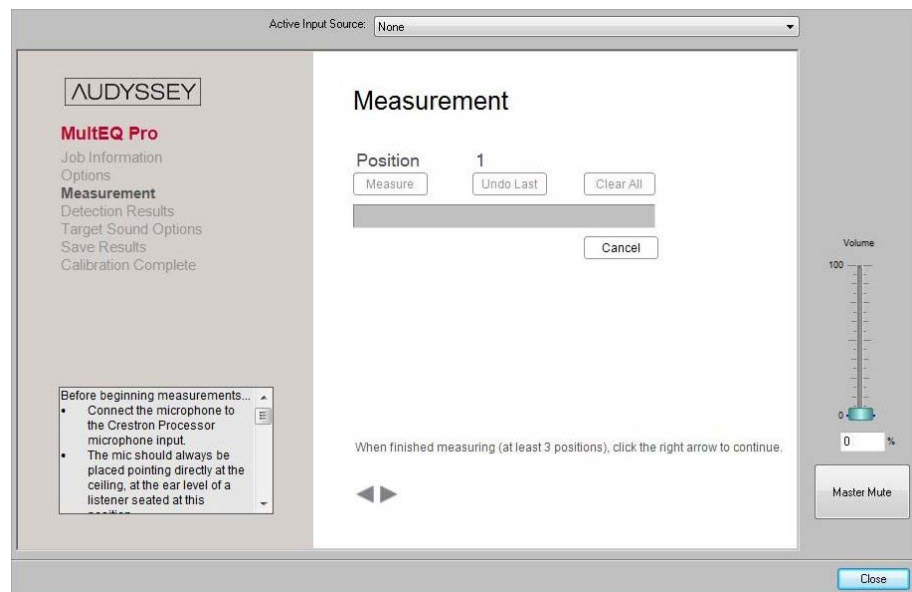 Active Input Source: None
AUDYSSEY
MultEQ Pro
Job Information
Options
Measurement
Detection Results
Target Sound Options
Save Results
Calibration Complete
Before beginning measurements...
• Connect the microphone to
the Crestron Processor
microphone input.
• The mic should always be
placed pointing directly at the
ceiling, at the ear level of a
listener seated at this
Measurement
Position 1
Measure Undo Last Clear All
Cancel
When finished measuring (at least 3 positions), click the right arrow to continue.
Volume
100
0
0 %
Master Mute
Close